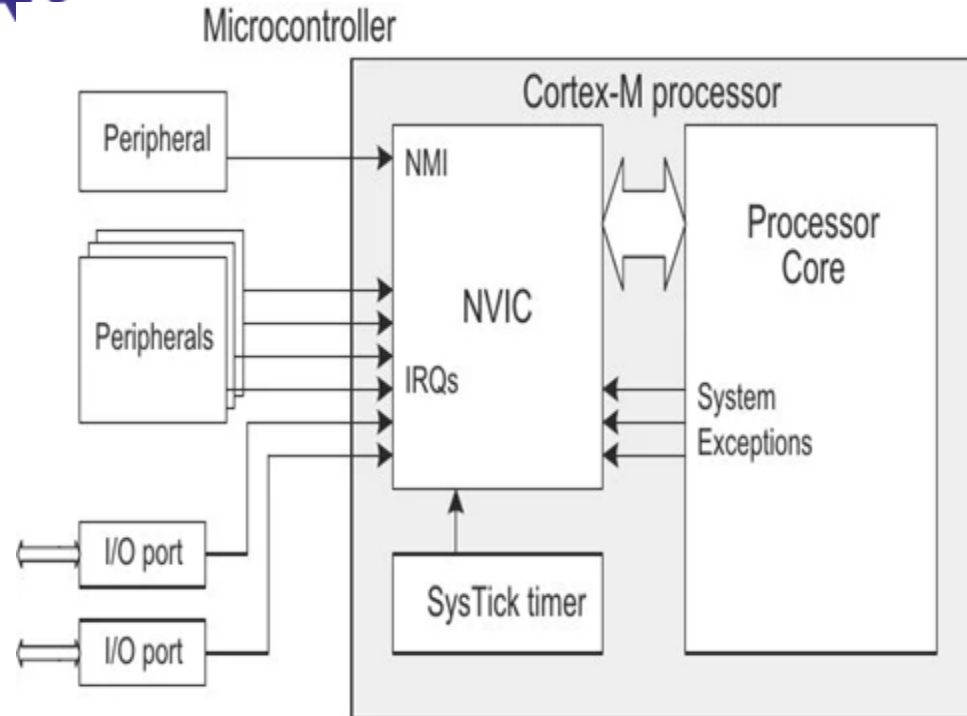 Microcontroller
Cortex-M processor
Peripheral
NMI
Processor
Core
NVIC
Peripherals
IRQs
System
Exceptions
I/O port
SysTick timer
I/O port